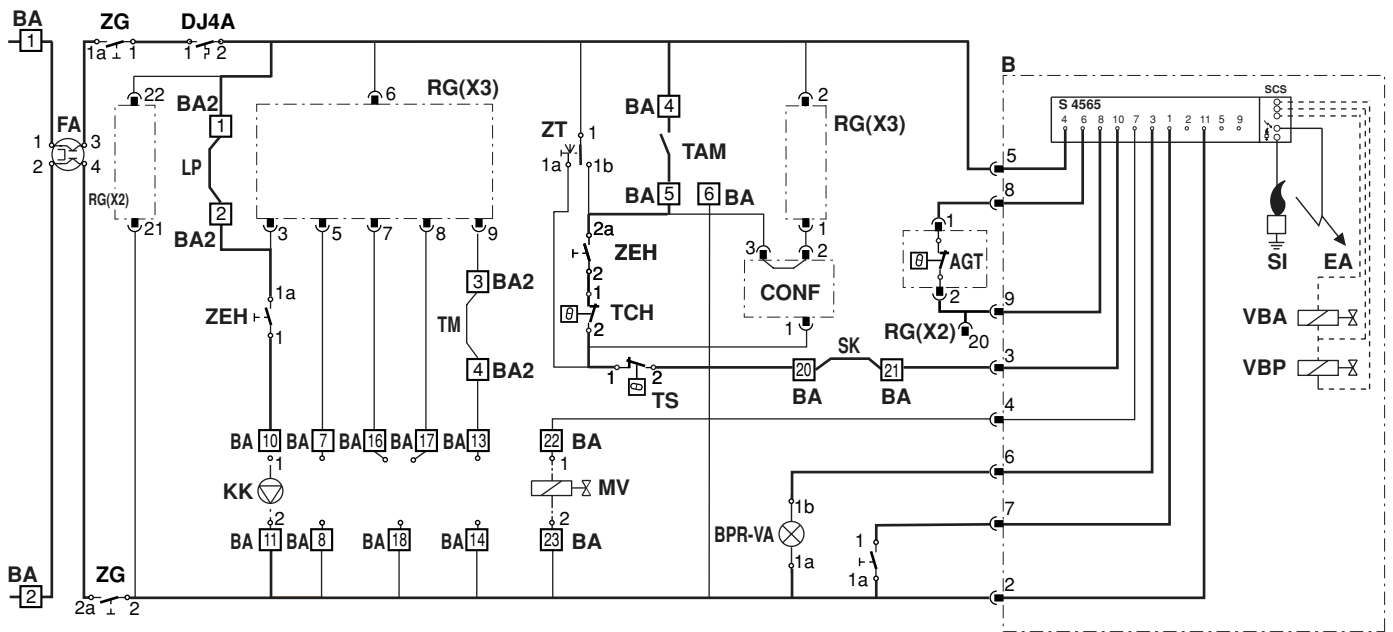 BA ZG DJ4A
1 1a 1 1 2
B
SCS
S 4565
4 6 8 10 7 3 1 2 11 5 9
22 6 RG(X3) 2
BA2 BA 4 RG(X3)
1
FA
1 3
2 4
ZT 1
1a 1b
TAM
LP
RG(X2)
2
BA2
BA 5 6 BA
5
8
21 3 5 7 8 9
2a
ZEH
2
1
TCH
θ
2
1
3 2
CONF
1
1
θ AGT
2
RG(X2) 20
9
SI EA
3 BA2
TM
4 BA2
1a
ZEH
1
VBA
VBP
1 2
θ
TS
SK
20 21
BA BA
3
4
BA 10 BA 7 BA 16 BA 17 BA 13 22 BA
1 1
KK
MV
2 2
BA 11 BA 8 BA 18 BA 14 23 BA
6
1b
BPR-VA
1a
7
1
1a
BA ZG
2 2a 2
2